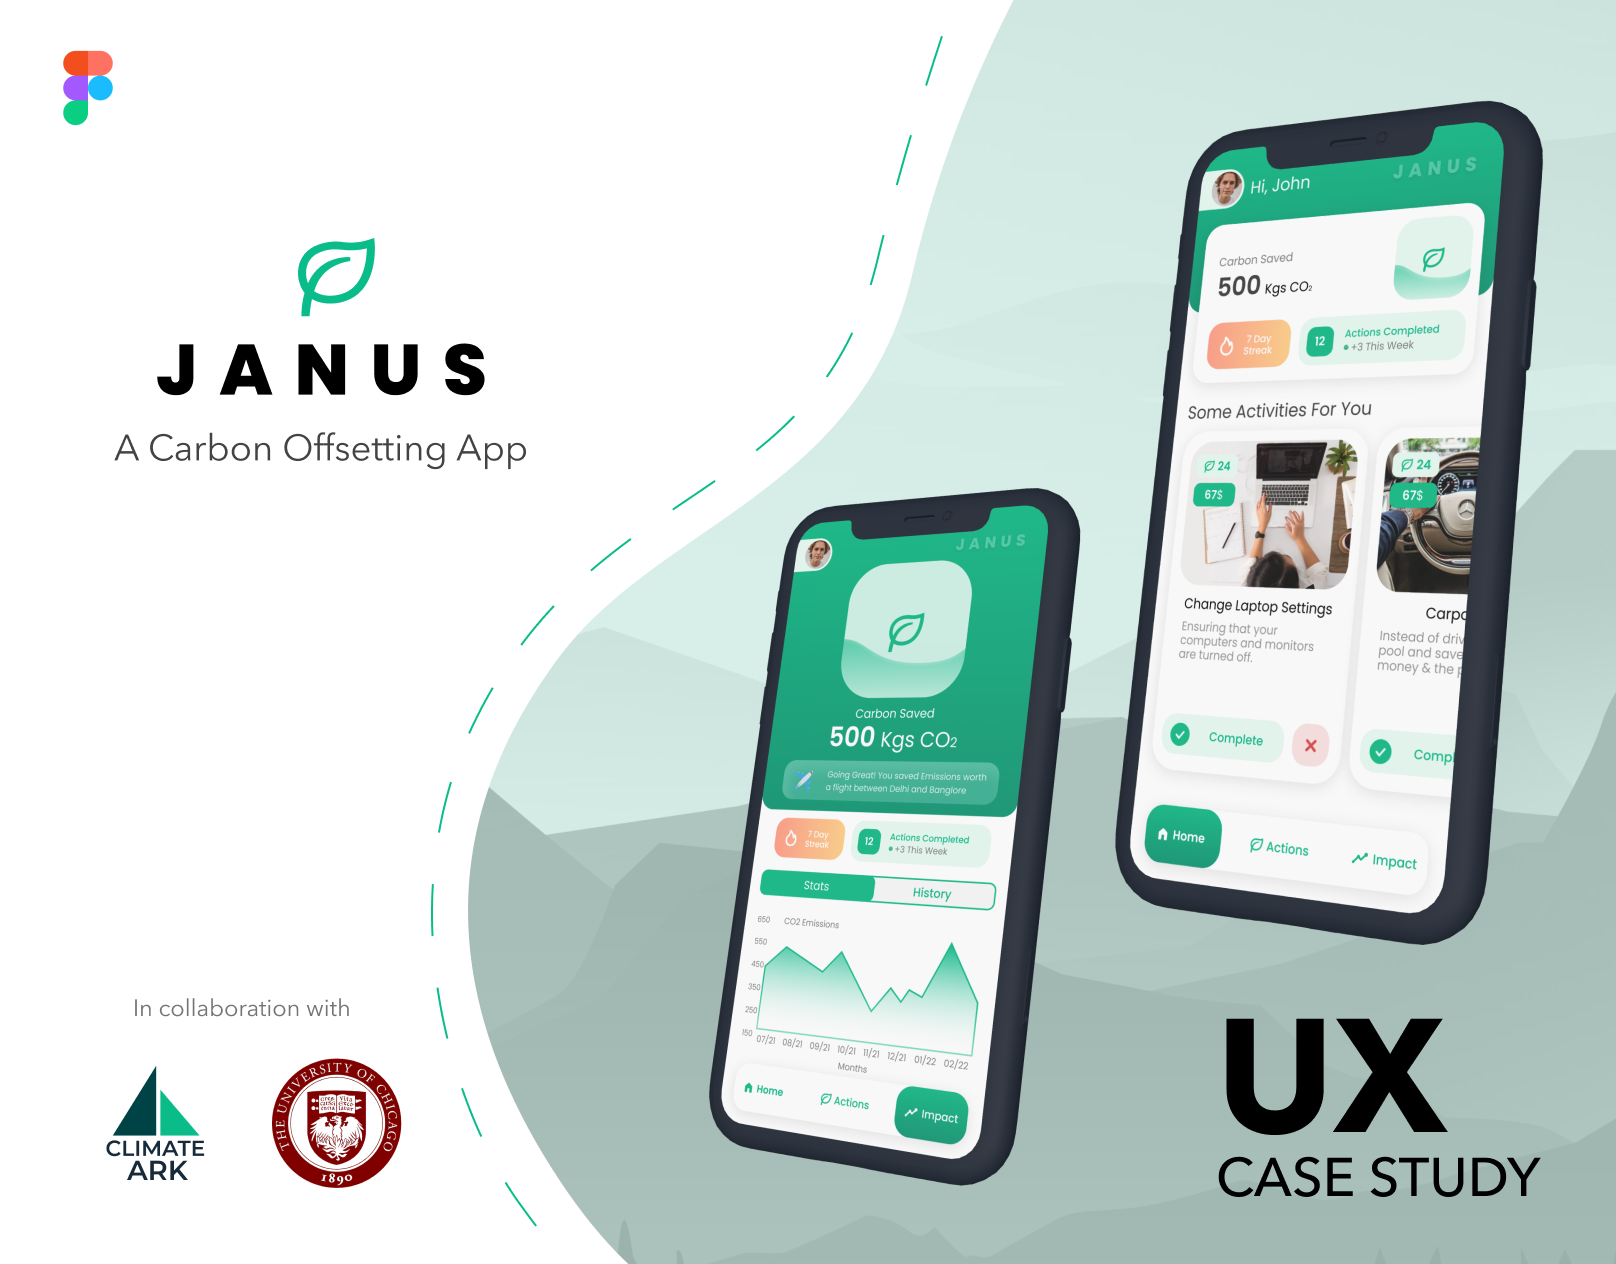 JANUS
A Carbon Offsetting App
In collaboration with
CLIMATE
ARK
THE UNIVERSITY OF CHICAGO
1890
JANUS
Carbon Saved
500 Kgs CO2
Going Great! You saved Emissions worth
a flight between Delhi and Banglore
7 Day
Streak
12
Actions Completed
+3 This Week
Stats
History
CO2 Emissions
650
550
450
350
250
150
07/21 08/21 09/21 10/21 11/21 12/21 01/22 02/22
Months
Home
Actions
Impact
Hi, John
JANUS
Carbon Saved
500 Kgs CO2
7 Day
Streak
12
Actions Completed
+3 This Week
Some Activities For You
24
67$
Change Laptop Settings
Ensuring that your
computers and monitors
are turned off.
Complete
24
67$
Carpo
Instead of driv
pool and save
money & the p
Compl
Home
Actions
Impact
UX
CASE STUDY